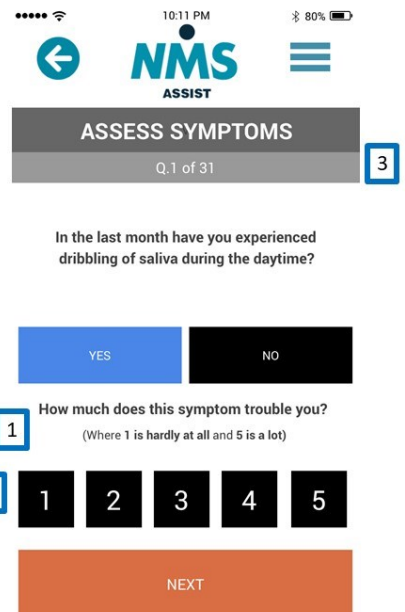 10:11 PM
80%
NMS
ASSIST
ASSESS SYMPTOMS
Q.1 of 31
3
In the last month have you experienced
dribbling of saliva during the daytime?
YES
NO
How much does this symptom trouble you?
1
(Where 1 is hardly at all and 5 is a lot)
1 2 3 4 5
NEXT